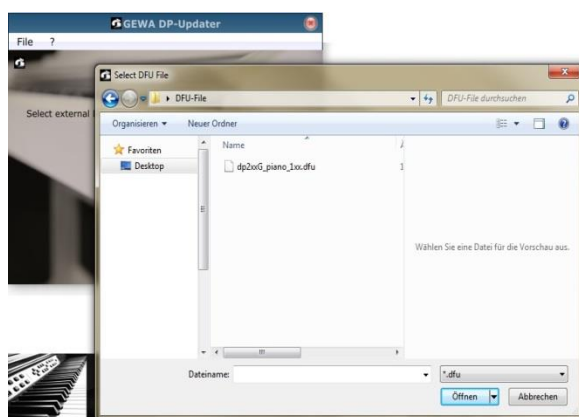 GEWA DP-Updater
File ?
Select DFU File
DFU-File
DFU-File durchsuchen
Select external
Organisieren Neuer Ordner
Favoriten
Desktop
Name
dp2xxG_piano_1xx.dfu
Wählen Sie eine Datei für die Vorschau aus.
Dateiname:
*.dfu
Öffnen
Abbrechen